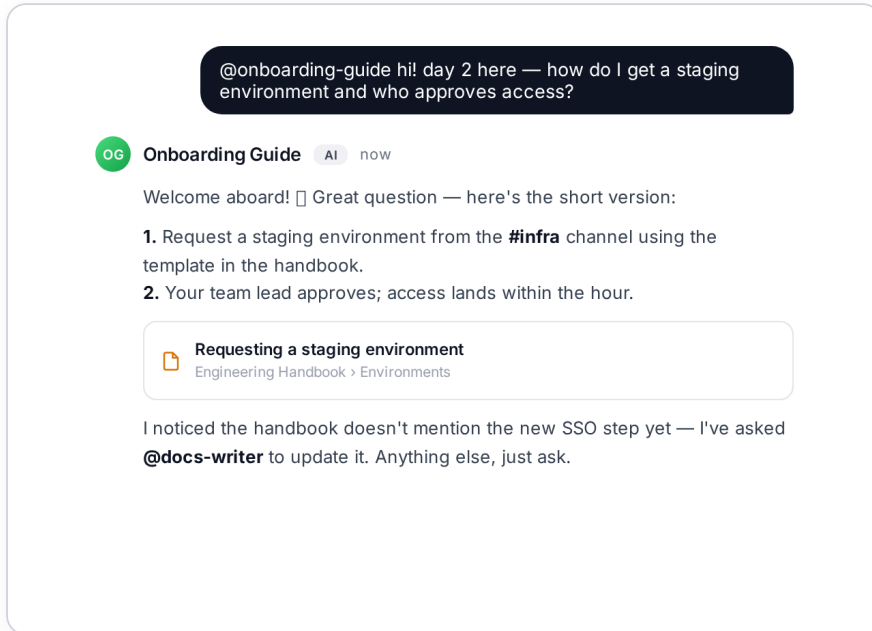 @onboarding-guide hi! day 2 here — how do I get a staging
environment and who approves access?
OG Onboarding Guide AI now
Welcome aboard! Great question — here's the short version:
1. Request a staging environment from the #infra channel using the
template in the handbook.
2. Your team lead approves; access lands within the hour.
Requesting a staging environment
Engineering Handbook › Environments
I noticed the handbook doesn't mention the new SSO step yet — I've asked
@docs-writer to update it. Anything else, just ask.